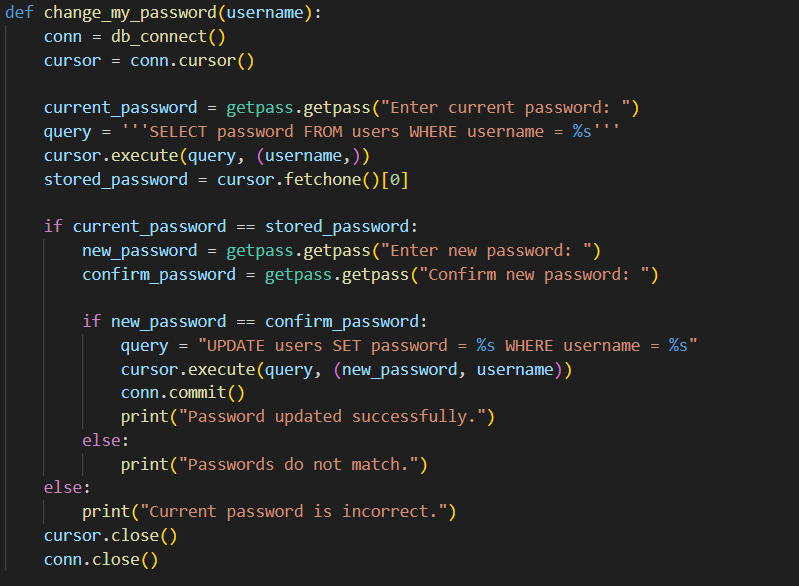 def change_my_password(username):
    conn = db_connect()
    cursor = conn.cursor()

    current_password = getpass.getpass("Enter current password: ")
    query = '''SELECT password FROM users WHERE username = %s'''
    cursor.execute(query, (username,))
    stored_password = cursor.fetchone()[0]

    if current_password == stored_password:
        new_password = getpass.getpass("Enter new password: ")
        confirm_password = getpass.getpass("Confirm new password: ")

        if new_password == confirm_password:
            query = "UPDATE users SET password = %s WHERE username = %s"
            cursor.execute(query, (new_password, username))
            conn.commit()
            print("Password updated successfully.")
        else:
            print("Passwords do not match.")
    else:
        print("Current password is incorrect.")
    cursor.close()
    conn.close()